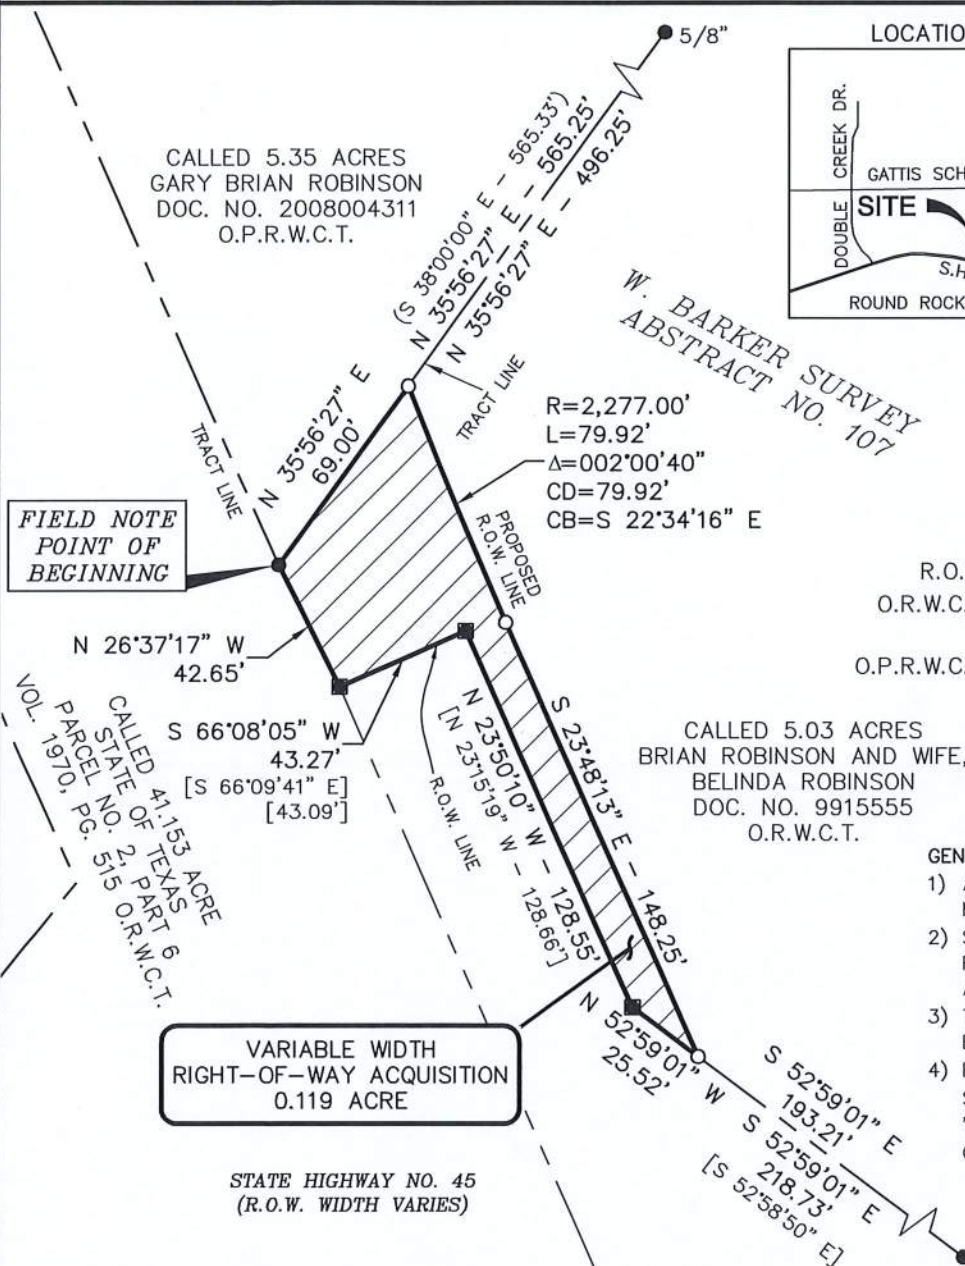 5/8"
LOCATIO
CALLED 5.35 ACRES
GARY BRIAN ROBINSON
DOC. NO. 2008004311
O.P.R.W.C.T.
(S 38°00'00" E - 565.33')
N 35°56'27" E - 565.25'
N 35°56'27" E - 496.25'
DOUBLE CREEK DR.
GATTIS SCH
SITE
S.H
ROUND ROCK
W. BARKER SURVEY
ABSTRACT NO. 107
TRACT LINE
N 35°56'27" E
69.00'
TRACT LINE
R=2,277.00'
L=79.92'
Δ=002°00'40"
CD=79.92'
CB=S 22°34'16" E
FIELD NOTE
POINT OF
BEGINNING
PROPOSED
R.O.W. LINE
R.O.
O.R.W.C.
O.P.R.W.C.
N 26°37'17" W
42.65'
S 66°08'05" W
43.27'
[S 66°09'41" E]
[43.09']
R.O.W. LINE
N 23°50'10" W - 128.55'
[N 23°15'19" W - 128.66']
S 23°48'13" E - 148.25'
CALLED 5.03 ACRES
BRIAN ROBINSON AND WIFE,
BELINDA ROBINSON
DOC. NO. 9915555
O.R.W.C.T.
CALLED 41.153 ACRE
STATE OF TEXAS
PARCEL NO. 2, PART 6
VOL. 1970, PG. 515 O.R.W.C.T.
GEN
1)
2) S
3)
4)
VARIABLE WIDTH
RIGHT-OF-WAY ACQUISITION
0.119 ACRE
N 52°59'01" W
25.52'
S 52°59'01" E
193.21'
S 52°59'01" E
218.73'
[S 52°58'50" E]
STATE HIGHWAY NO. 45
(R.O.W. WIDTH VARIES)